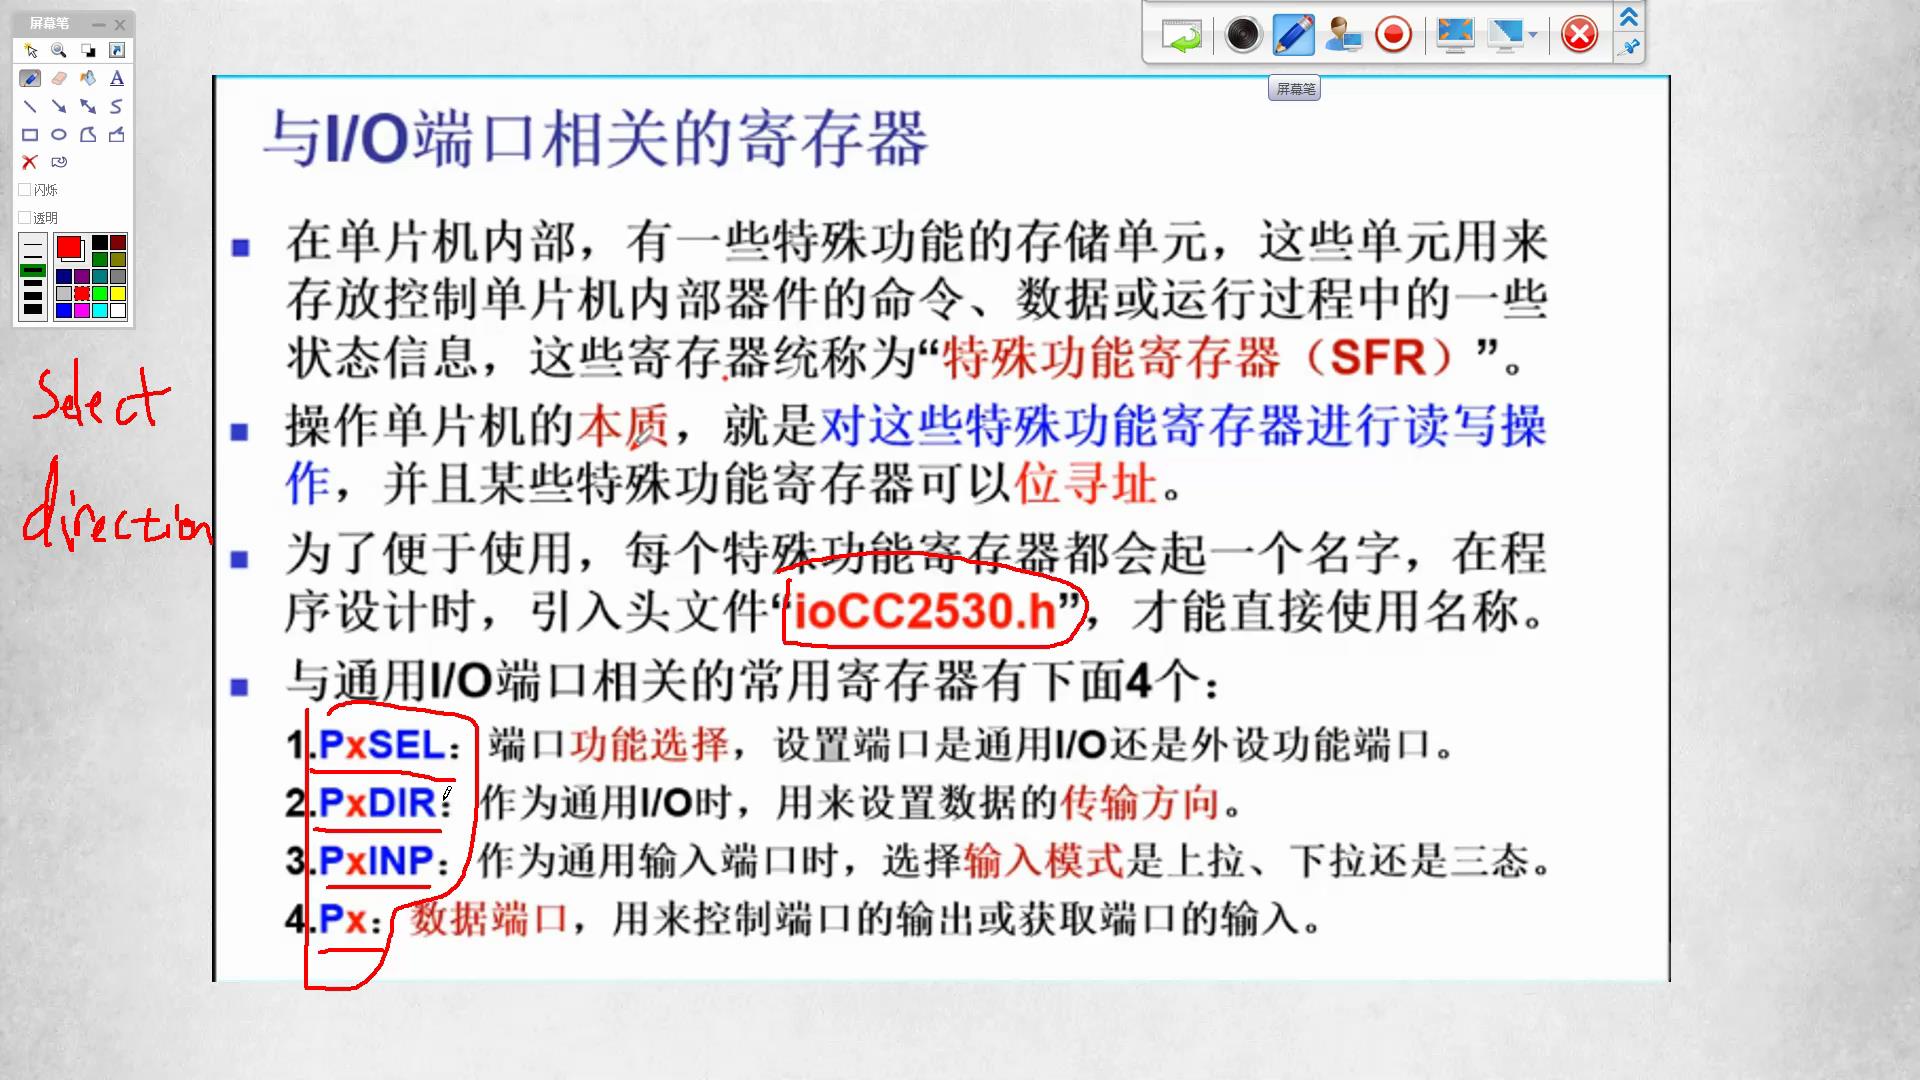 屏幕笔
屏幕笔
闪烁
透明
与I/O端口相关的寄存器
在单片机内部，有一些特殊功能的存储单元，这些单元用来
存放控制单片机内部器件的命令、数据或运行过程中的一些
状态信息，这些寄存器统称为“特殊功能寄存器（SFR）”。
操作单片机的本质，就是对这些特殊功能寄存器进行读写操
作，并且某些特殊功能寄存器可以位寻址。
为了便于使用，每个特殊功能寄存器都会起一个名字，在程
序设计时，引入头文件“ioCC2530.h”，才能直接使用名称。
与通用I/O端口相关的常用寄存器有下面4个：
1.PxSEL：端口功能选择，设置端口是通用I/O还是外设功能端口。
2.PxDIR：作为通用I/O时，用来设置数据的传输方向。
3.PxINP：作为通用输入端口时，选择输入模式是上拉、下拉还是三态。
4.Px：数据端口，用来控制端口的输出或获取端口的输入。
Select
direction